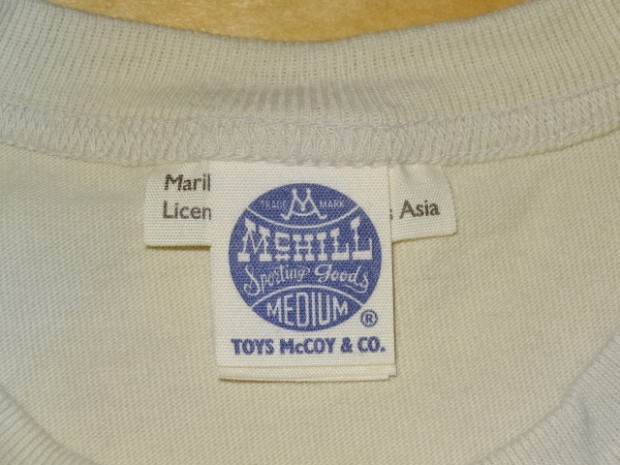 Maril
Licen
s Asia
TRADE MARK
M
McHILL
Sporting Goods
MEDIUM
®
TOYS McCOY & CO.